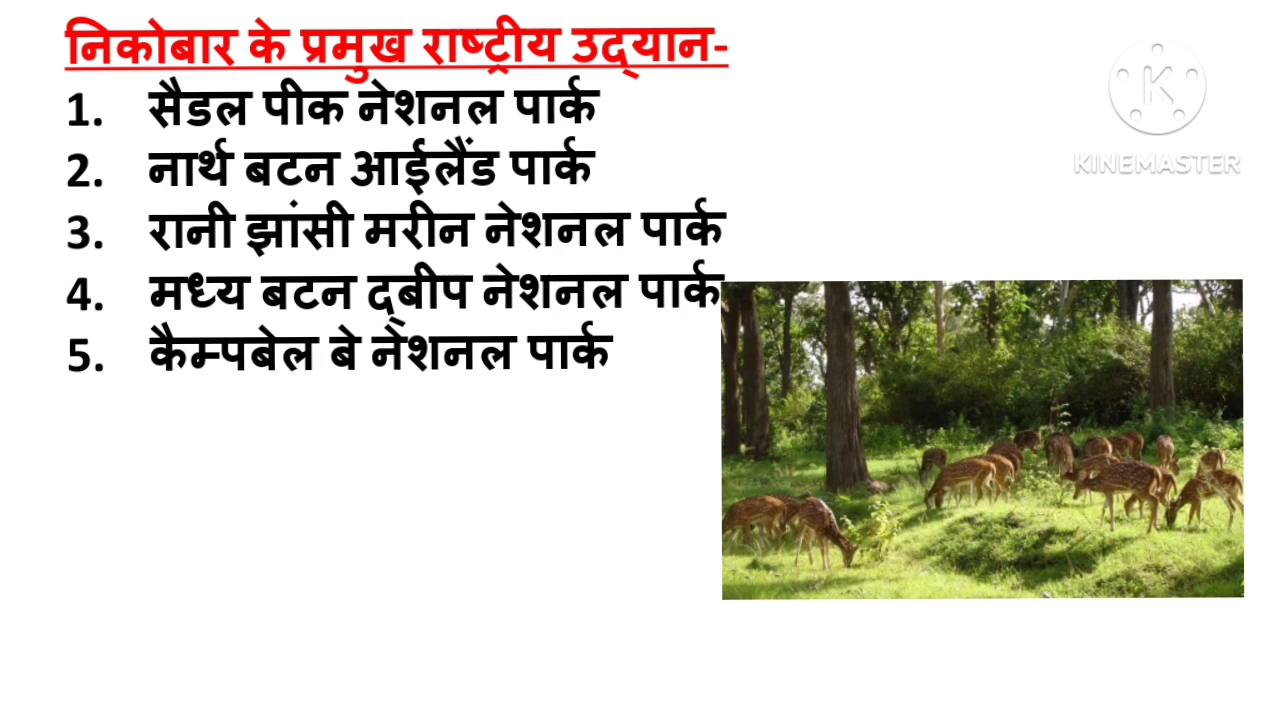 निकोबार के प्रमुख राष्ट्रीय उद्यान-
1. सैडल पीक नेशनल पार्क
2. नार्थ बटन आईलैंड पार्क
3. रानी झांसी मरीन नेशनल पार्क
4. मध्य बटन द्बीप नेशनल पार्क
5. कैम्पबेल बे नेशनल पार्क
K
KINEMASTER